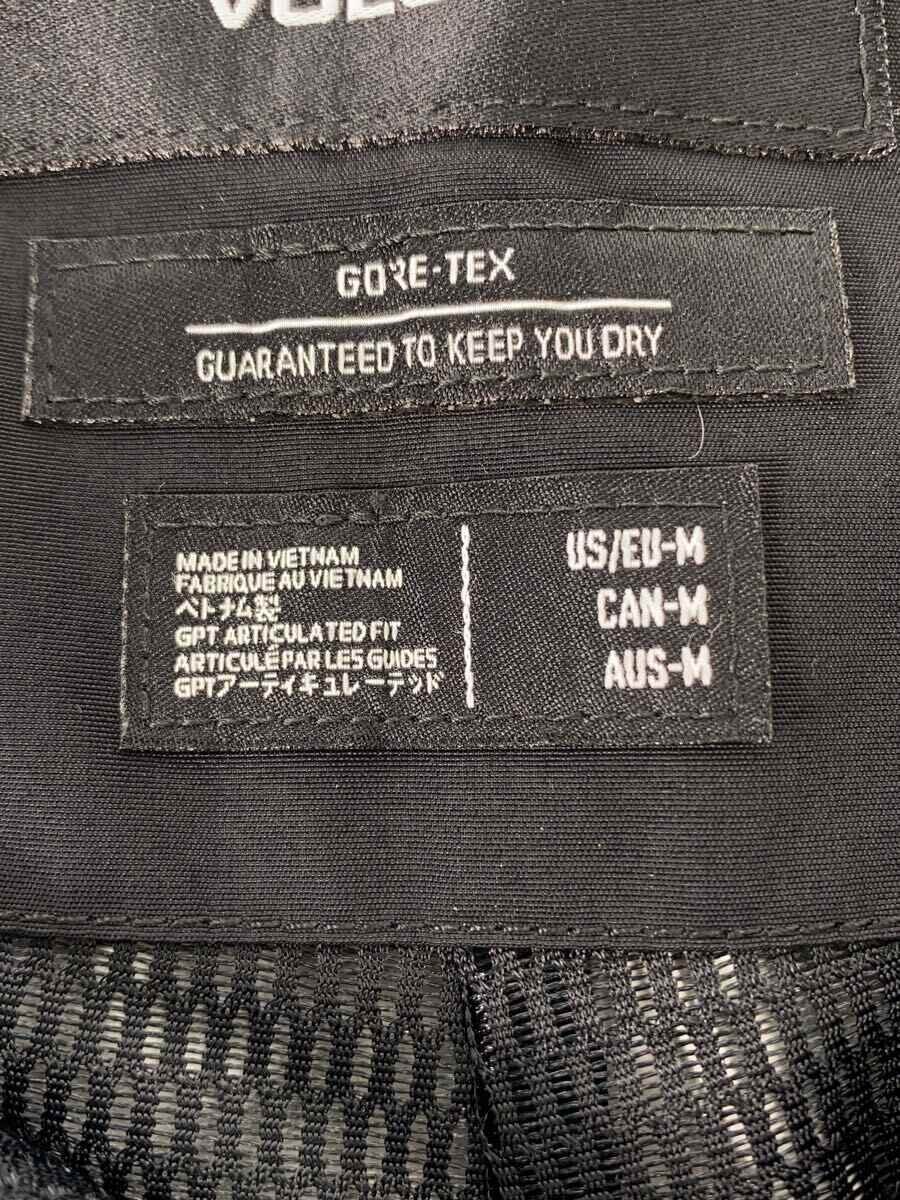 GORE-TEX
GUARANTEED TO KEEP YOU DRY
MADE IN VIETNAM
FABRIQUE AU VIETNAM
ベトナム製
GPT ARTICULATED FIT
ARTICULÉ PAR LES GUIDES
GPTアーティキュレーテッド
US/EU-M
CAN-M
AUS-M